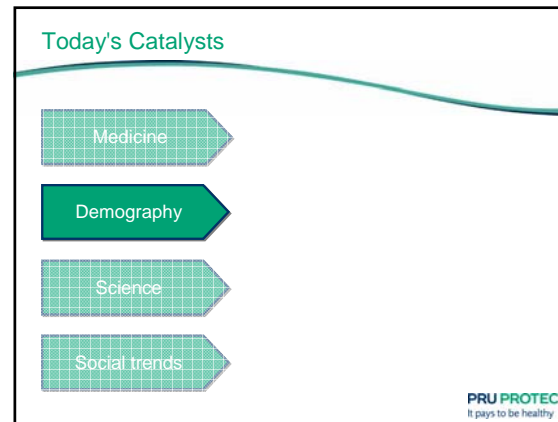 Today's Catalysts
Medicine
Demography
Science
Social trends
PRU PROTEC
It pays to be healthy